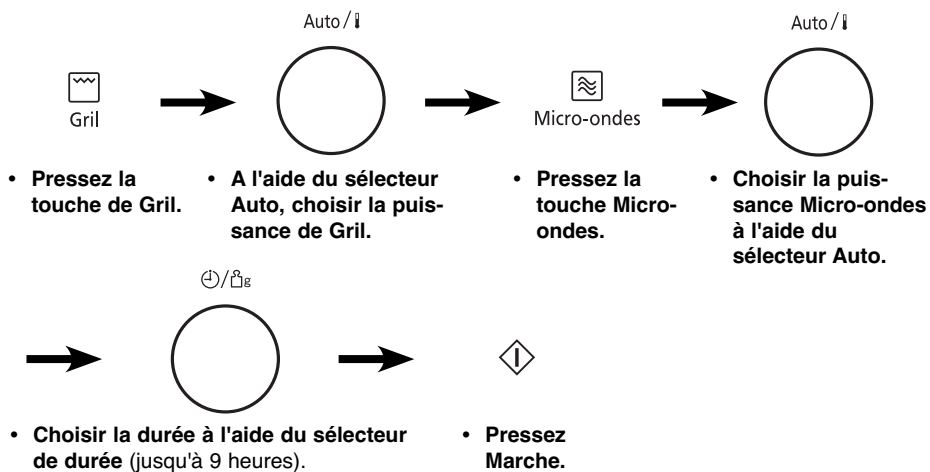 Auto/
Auto/
Gril
Micro-ondes
• Pressez la
touche de Gril.
• A l'aide du sélecteur
Auto, choisir la puis-
sance de Gril.
• Pressez la
touche Micro-
ondes.
• Choisir la puis-
sance Micro-ondes
à l'aide du
sélecteur Auto.
/ g
• Choisir la durée à l'aide du sélecteur
de durée (jusqu'à 9 heures).
• Pressez
Marche.